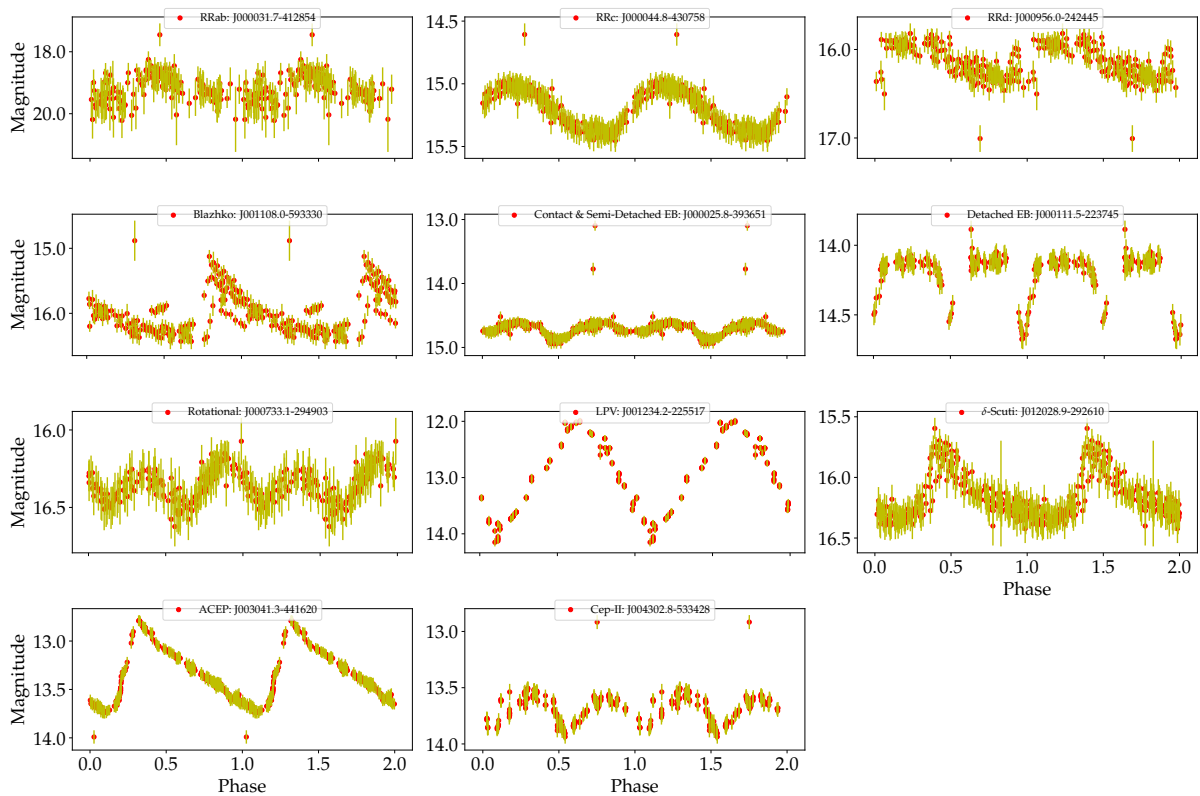 RRab: J000031.7-412854
RRc: J000044.8-430758
RRd: J000956.0-242445
Magnitude
18.0
20.0
14.5
15.0
15.5
16.0
17.0
Blazhko: J001108.0-593330
Contact & Semi-Detached EB: J000025.8-393651
Detached EB: J000111.5-223745
Magnitude
15.0
16.0
13.0
14.0
15.0
14.0
14.5
Rotational: J000733.1-294903
LPV: J001234.2-225517
δ-Scuti: J012028.9-292610
Magnitude
16.0
16.5
12.0
13.0
14.0
15.5
16.0
16.5
0.0 0.5 1.0 1.5 2.0
Phase
ACEP: J003041.3-441620
Cep-II: J004302.8-533428
Magnitude
13.0
13.5
14.0
13.0
13.5
14.0
0.0 0.5 1.0 1.5 2.0
0.0 0.5 1.0 1.5 2.0
Phase
Phase